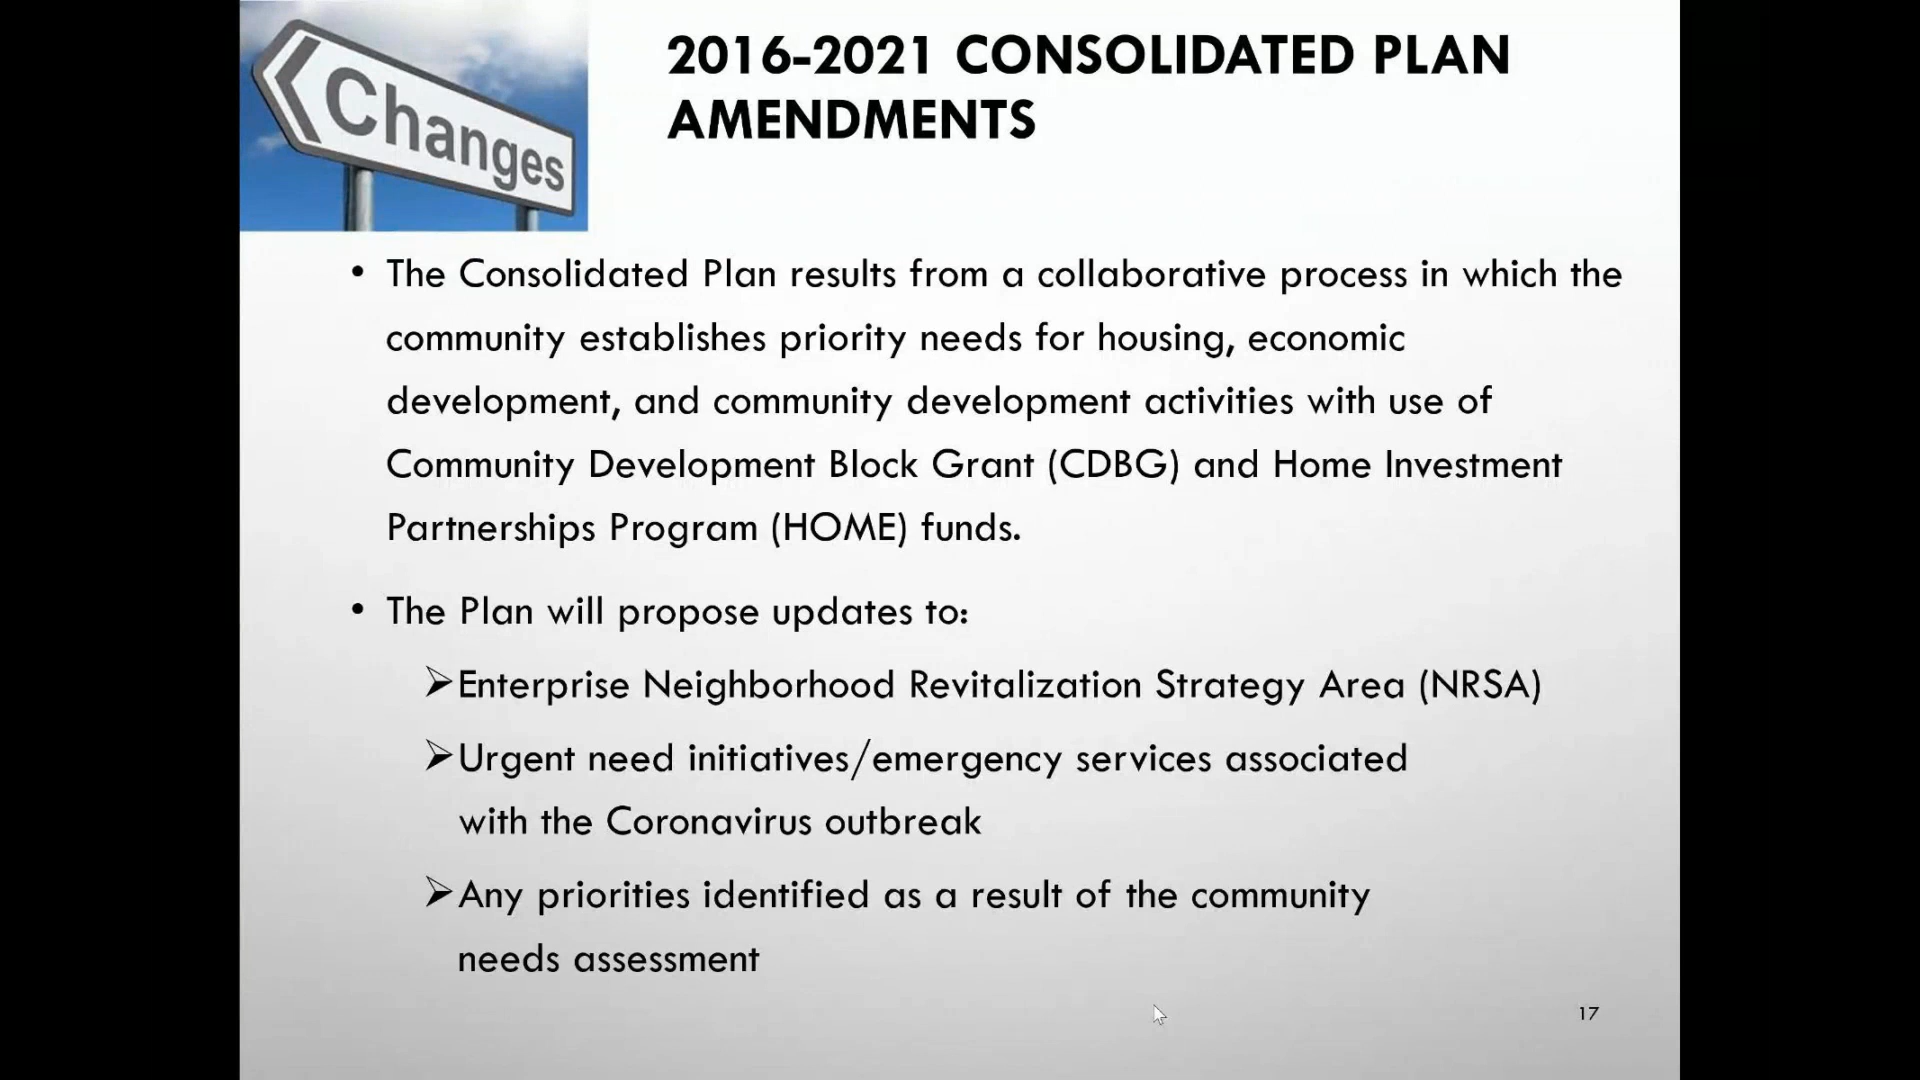 Changes
2016-2021 CONSOLIDATED PLAN
AMENDMENTS
• The Consolidated Plan results from a collaborative process in which the
community establishes priority needs for housing, economic
development, and community development activities with use of
Community Development Block Grant (CDBG) and Home Investment
Partnerships Program (HOME) funds.
• The Plan will propose updates to:
➢Enterprise Neighborhood Revitalization Strategy Area (NRSA)
➢Urgent need initiatives/emergency services associated
with the Coronavirus outbreak
➢Any priorities identified as a result of the community
needs assessment
17